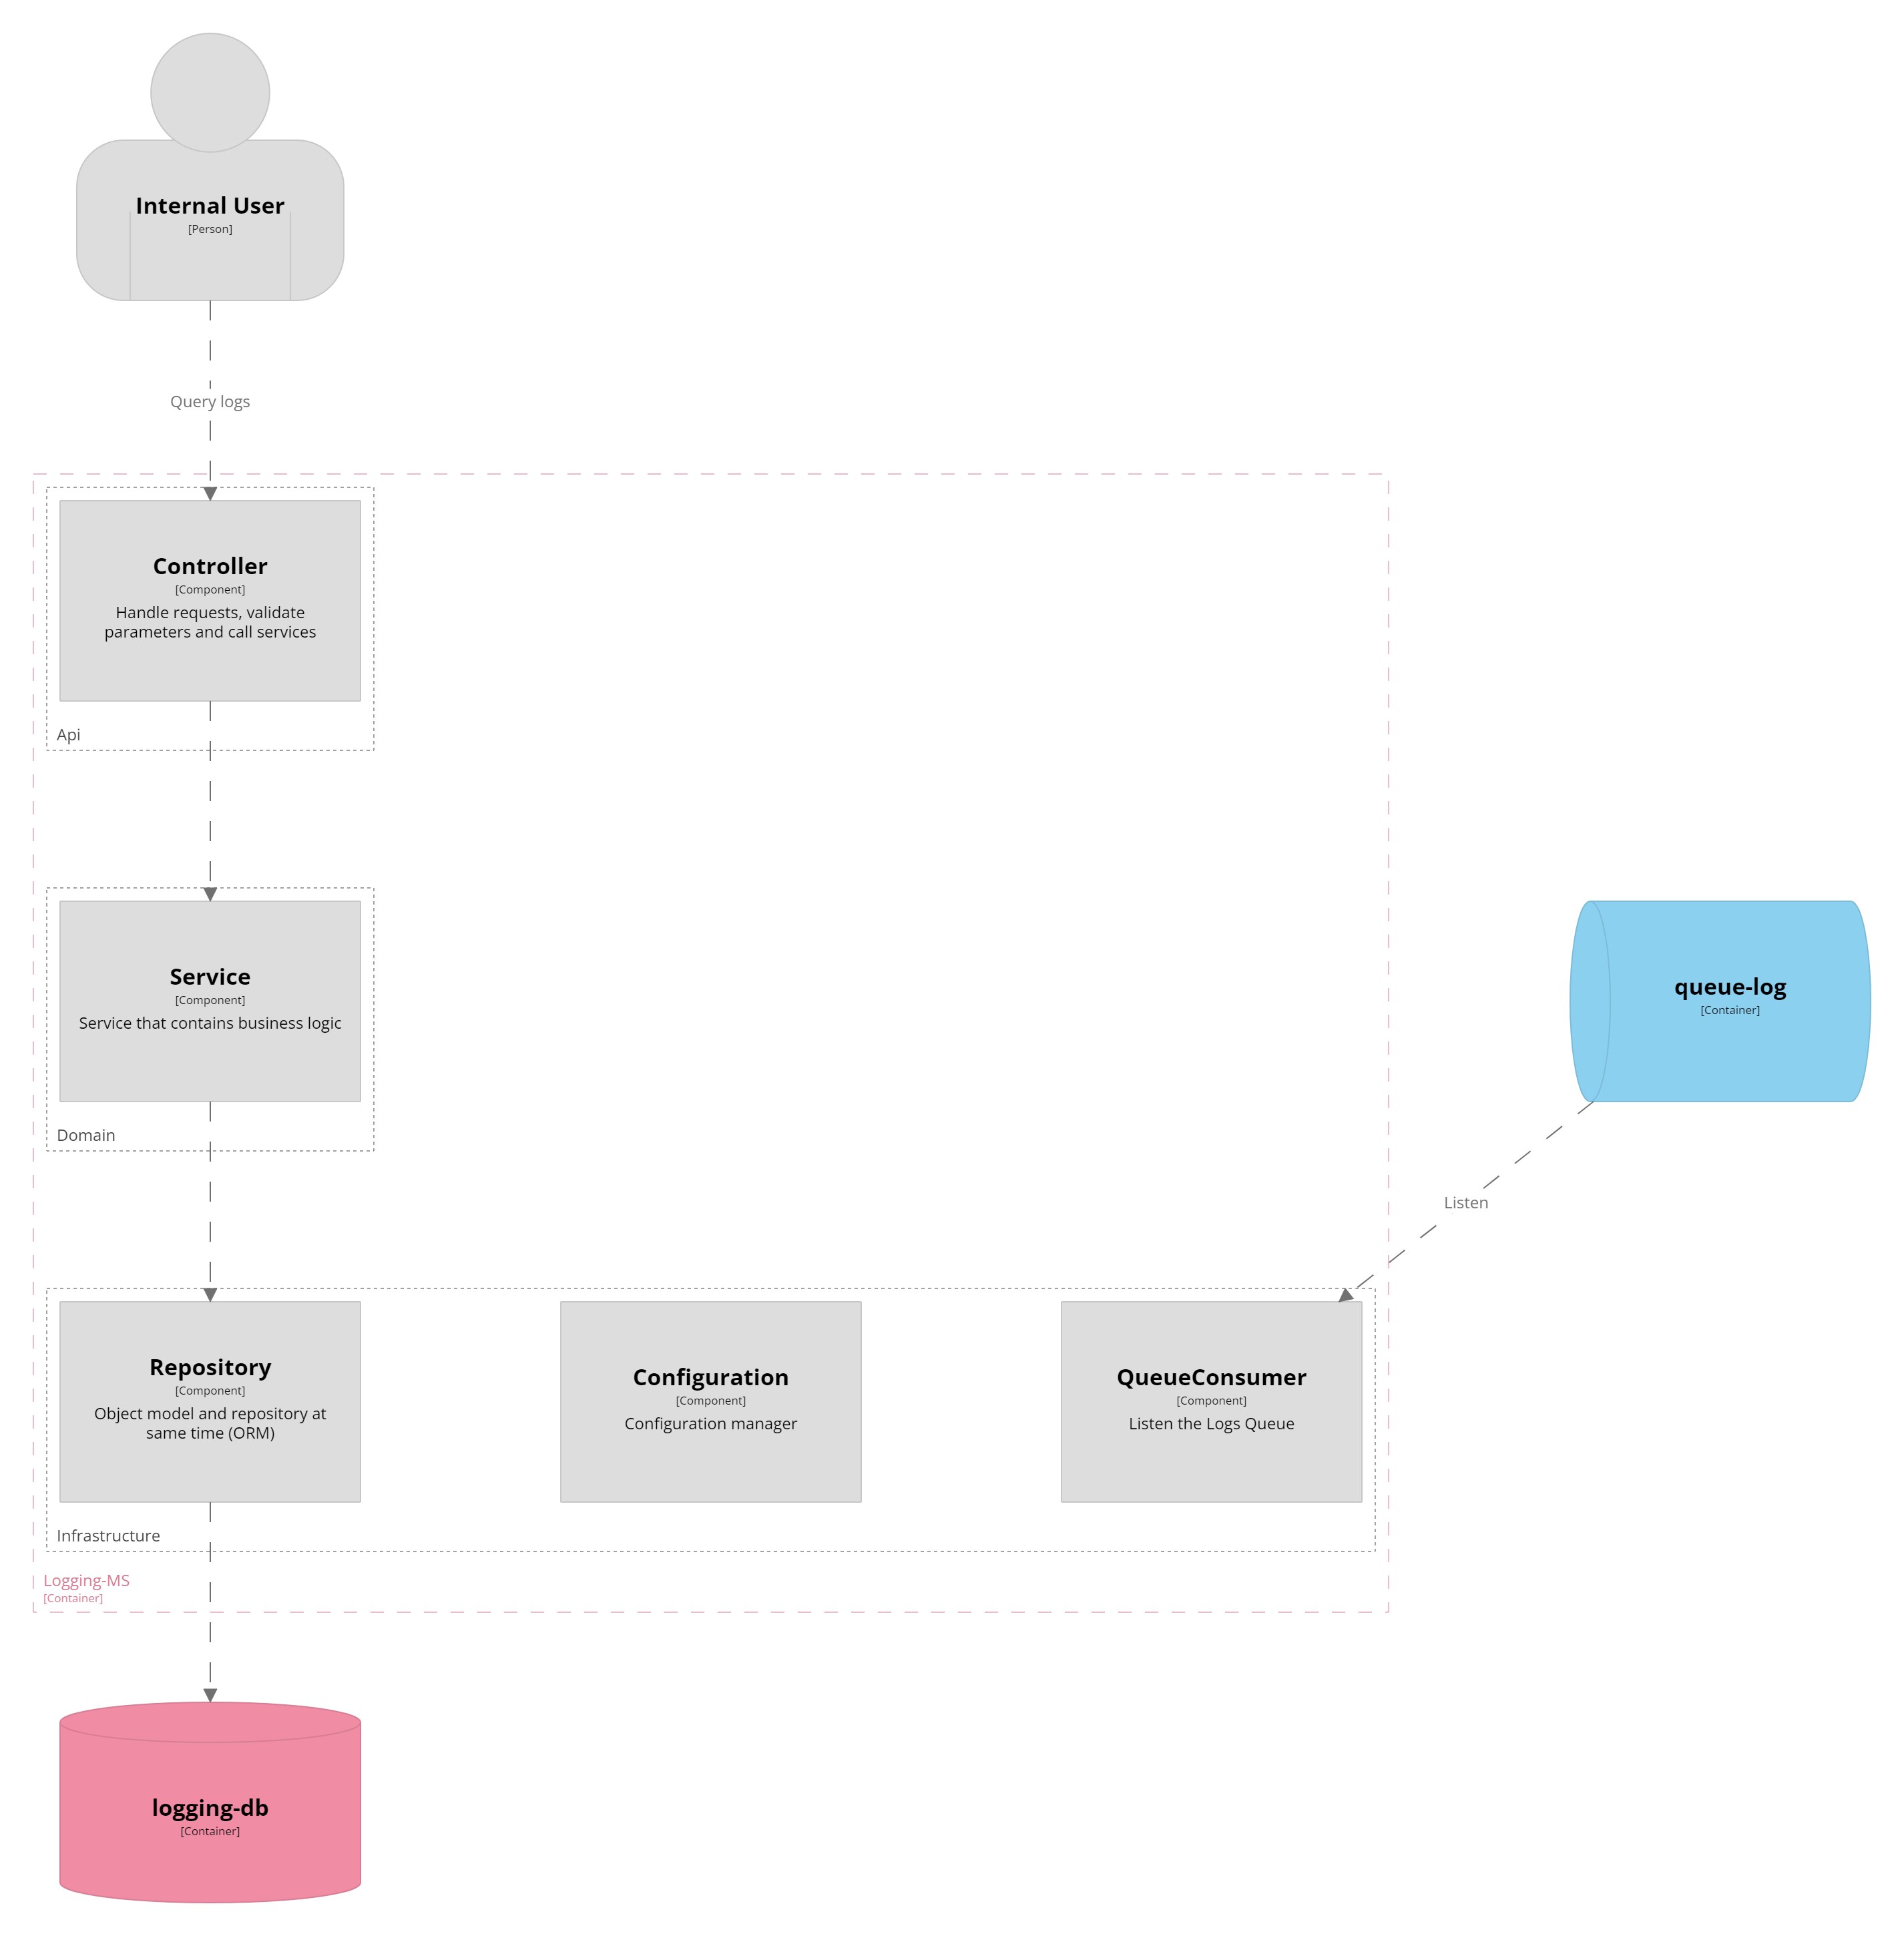 Internal User
[Person]
Query logs
Controller
[Component]
Handle requests, validate
parameters and call services
Api
Service
[Component]
Service that contains business logic
Domain
queue-log
[Container]
Listen
Repository
[Component]
Object model and repository at
same time (ORM)
Configuration
[Component]
Configuration manager
QueueConsumer
[Component]
Listen the Logs Queue
Infrastructure
Logging-MS
[Container]
logging-db
[Container]